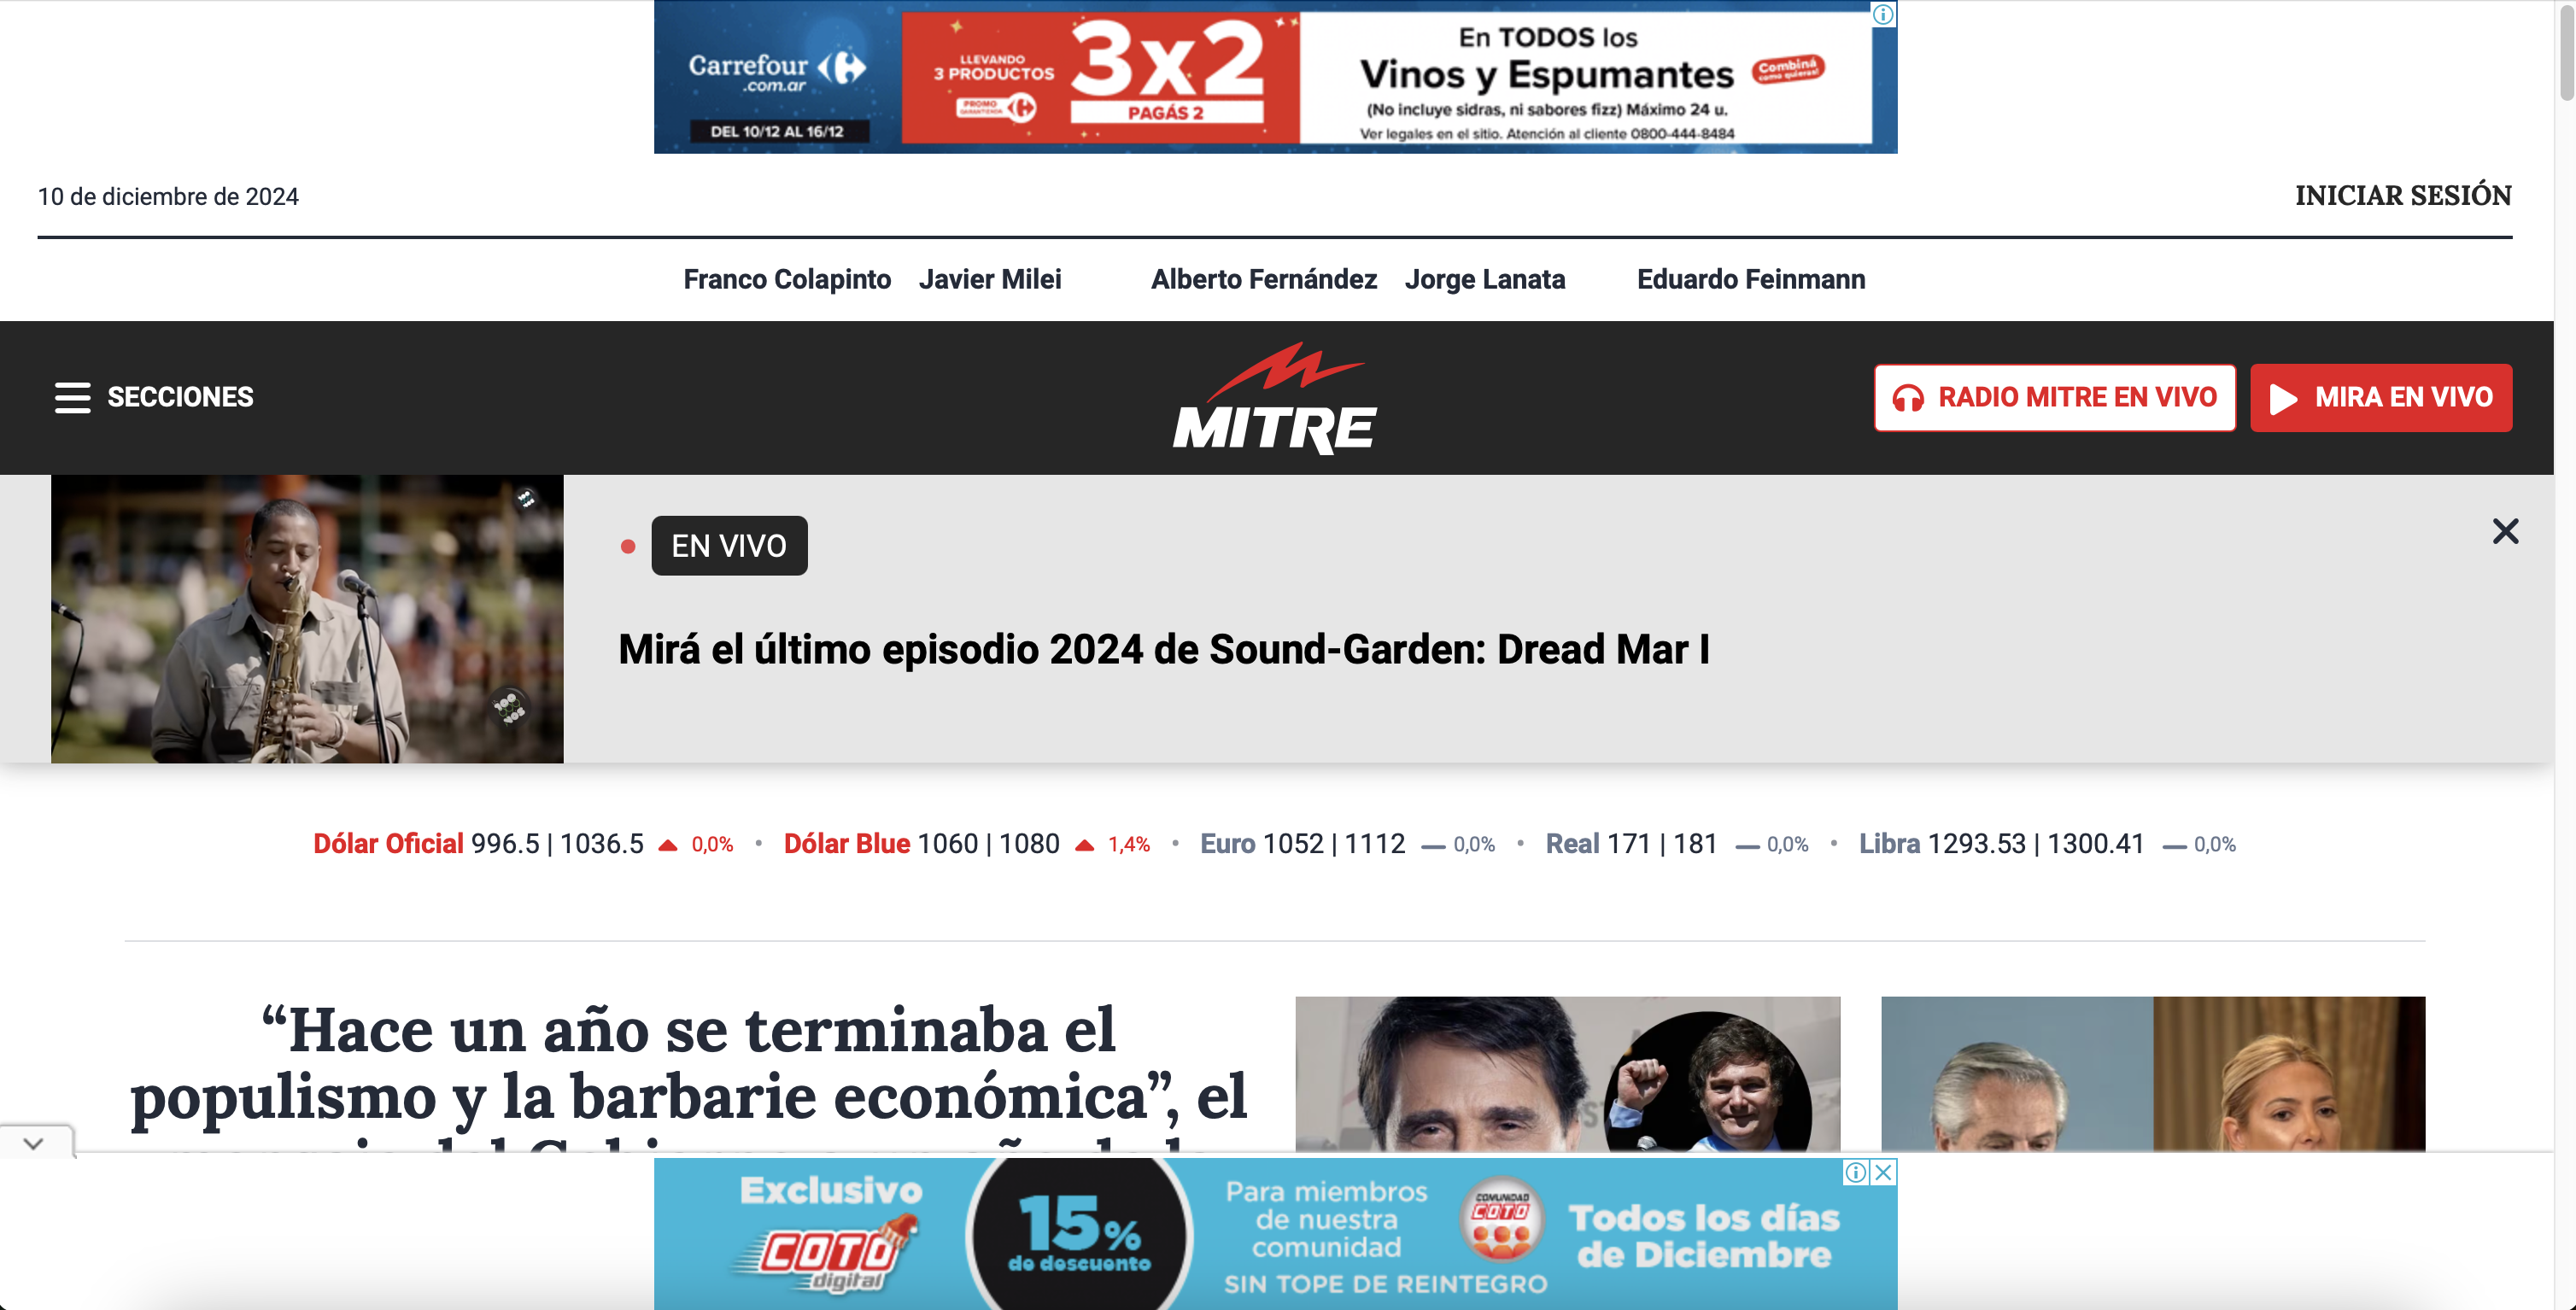 Carrefour
.com.ar
DEL 10/12 AL 16/12
LLEVANDO
3 PRODUCTOS
PROMO
3x2
PAGÁS 2
En TODOS los
Vinos y Espumantes
(No incluye sidras, ni sabores fizz) Máximo 24 u.
Ver legales en el sitio. Atención al cliente 0800-444-8484
Combiná
como quieras!
10 de diciembre de 2024
INICIAR SESIÓN
Franco Colapinto Javier Milei Alberto Fernández Jorge Lanata Eduardo Feinmann
SECCIONES
MITRE
RADIO MITRE EN VIVO
MIRA EN VIVO
EN VIVO
Mirá el último episodio 2024 de Sound-Garden: Dread Mar I
Dólar Oficial 996.5 | 1036.5 0,0% • Dólar Blue 1060 | 1080 1,4% • Euro 1052 | 1112 — 0,0% • Real 171 | 181 — 0,0% • Libra 1293.53 | 1300.41 — 0,0%
“Hace un año se terminaba el
populismo y la barbarie económica”, el
Exclusivo
COTO
digital
15%
de descuento
Para miembros
de nuestra
comunidad
SIN TOPE DE REINTEGRO
COMUNIDAD
COTO
Todos los días
de Diciembre